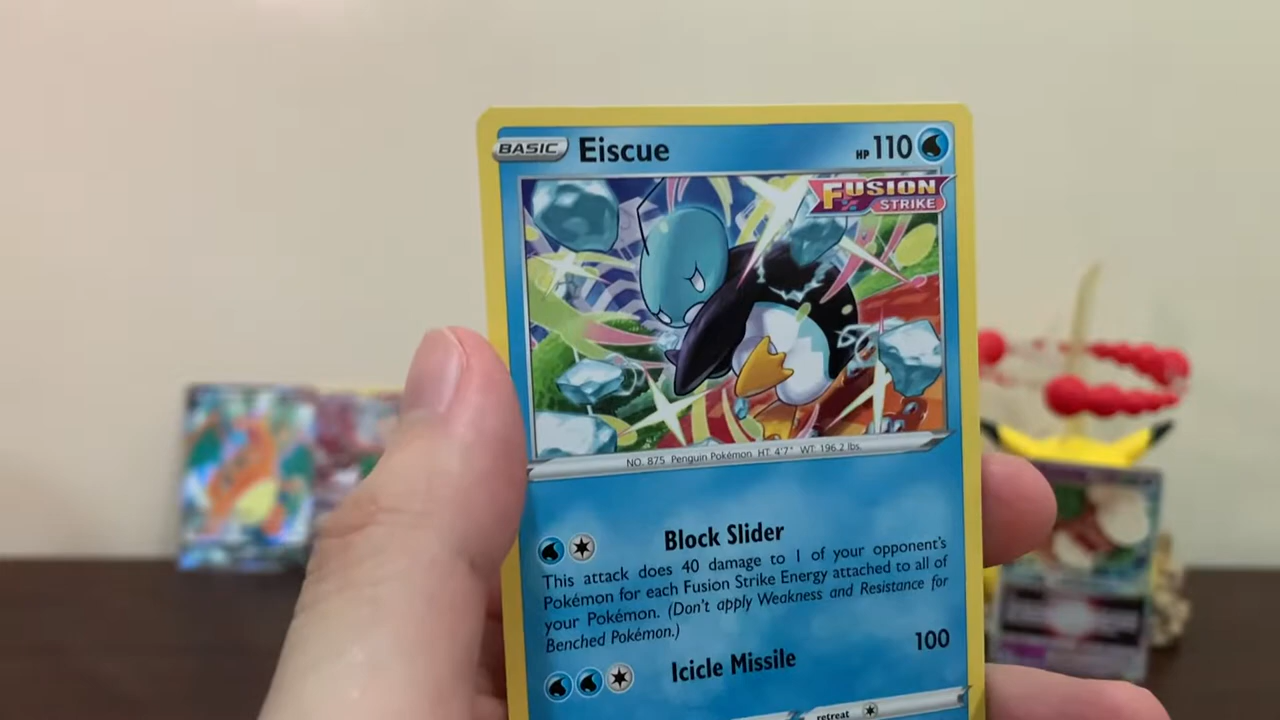 BASIC Eiscue HP 110
FUSION
STRIKE
NO. 875 Penguin Pokémon HT: 4'7" WT: 196.2 lbs.
Block Slider
This attack does 40 damage to 1 of your opponent's
Pokémon for each Fusion Strike Energy attached to all of
your Pokémon. (Don't apply Weakness and Resistance for
Benched Pokémon.)
Icicle Missile 100
retreat